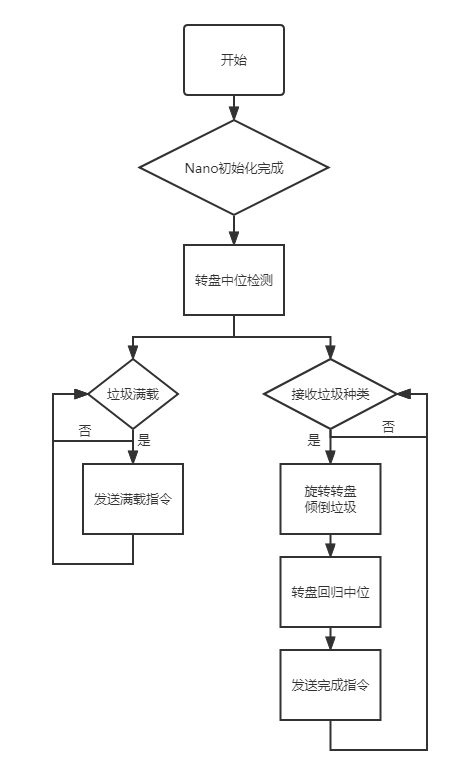 开始
Nano初始化完成
转盘中位检测
垃圾满载
接收垃圾种类
否
是
是
否
发送满载指令
旋转转盘
倾倒垃圾
转盘回归中位
发送完成指令